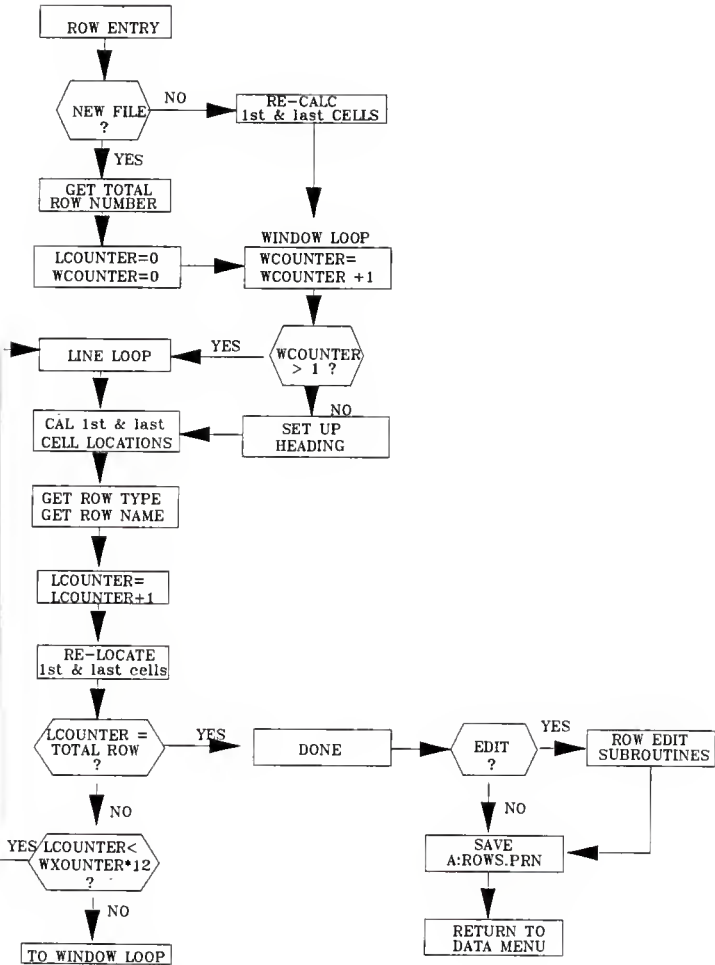 ROW ENTRY
NEW FILE
?
NO
RE-CALC
1st & last CELLS
YES
GET TOTAL
ROW NUMBER
LCOUNTER=0
WCOUNTER=0
WINDOW LOOP
WCOUNTER=
WCOUNTER +1
WCOUNTER
> 1 ?
YES
LINE LOOP
NO
SET UP
HEADING
CAL 1st & last
CELL LOCATIONS
GET ROW TYPE
GET ROW NAME
LCOUNTER=
LCOUNTER+1
RE-LOCATE
1st & last cells
LCOUNTER =
TOTAL ROW
?
YES
DONE
EDIT
?
YES
ROW EDIT
SUBROUTINES
NO
SAVE
A:ROWS.PRN
RETURN TO
DATA MENU
NO
YES
LCOUNTER<
WXOUNTER*12
?
NO
TO WINDOW LOOP